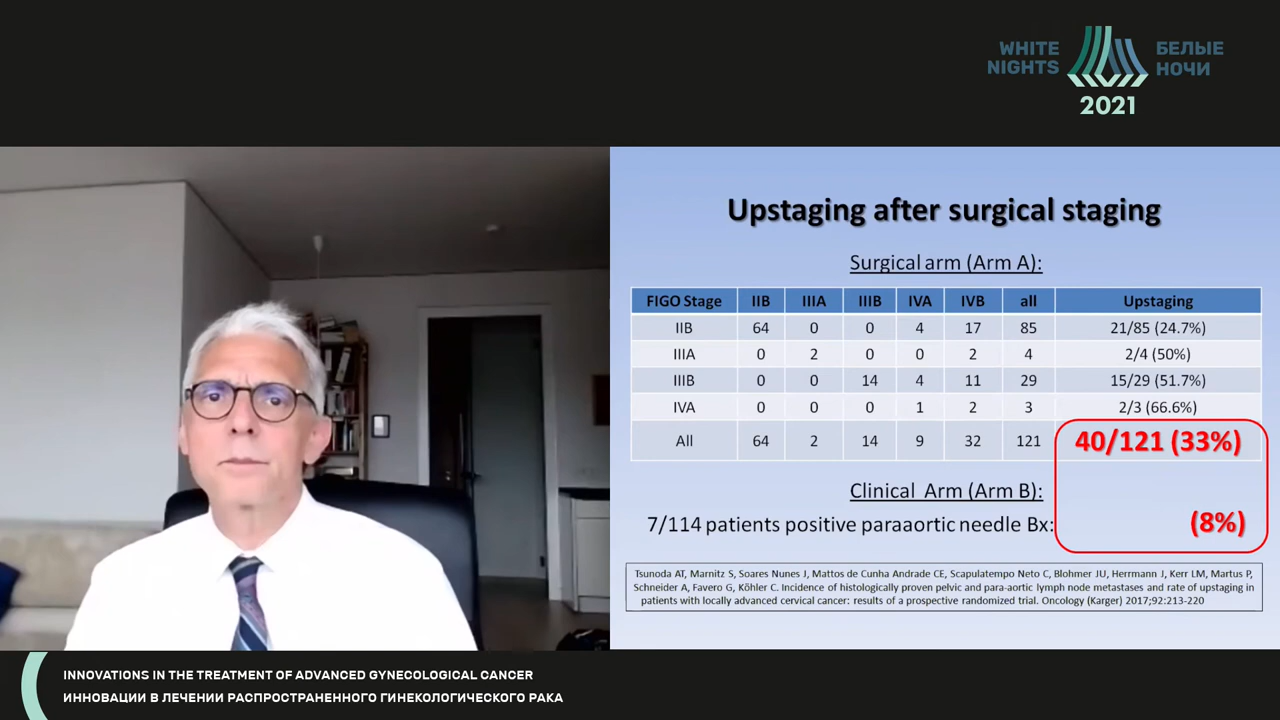 WHITE NIGHTS
БЕЛЫЕ НОЧИ
2021
Upstaging after surgical staging
Surgical arm (Arm A):
FIGO Stage IIB IIIA IIIB IVA IVB all Upstaging
IIB 64 0 0 4 17 85 21/85 (24.7%)
IIIA 0 2 0 0 2 4 2/4 (50%)
IIIB 0 0 14 4 11 29 15/29 (51.7%)
IVA 0 0 0 1 2 3 2/3 (66.6%)
All 64 2 14 9 32 121 40/121 (33%)
Clinical Arm (Arm B):
7/114 patients positive paraaortic needle Bx: (8%)
Tsunoda AT, Marnitz S, Soares Nunes J, Mattos de Cunha Andrade CE, Scapulatempo Neto C, Blohmer JU, Herrmann J, Kerr LM, Martus P,
Schneider A, Favero G, Köhler C. Incidence of histologically proven pelvic and para-aortic lymph node metastases and rate of upstaging in
patients with locally advanced cervical cancer: results of a prospective randomized trial. Oncology (Karger) 2017;92:213-220
INNOVATIONS IN THE TREATMENT OF ADVANCED GYNECOLOGICAL CANCER
ИННОВАЦИИ В ЛЕЧЕНИИ РАСПРОСТРАНЕННОГО ГИНЕКОЛОГИЧЕСКОГО РАКА